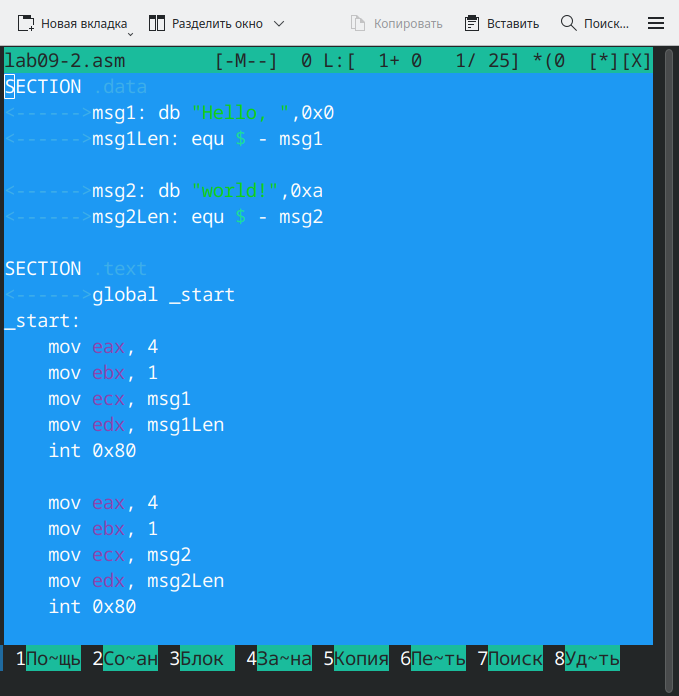 Новая вкладка Разделить окно Копировать Вставить Поиск...
lab09-2.asm [-M--] 0 L:[ 1+ 0 1/ 25] *(0 [*][X]
SECTION .data
<------>msg1: db "Hello, ",0x0
<------>msg1Len: equ $ - msg1
<------>msg2: db "world!",0xa
<------>msg2Len: equ $ - msg2
SECTION .text
<------>global _start
_start:
mov eax, 4
mov ebx, 1
mov ecx, msg1
mov edx, msg1Len
int 0x80
mov eax, 4
mov ebx, 1
mov ecx, msg2
mov edx, msg2Len
int 0x80
1По~щь 2Со~ан 3Блок 4За~на 5Копия 6Пе~ть 7Поиск 8Уд~ть